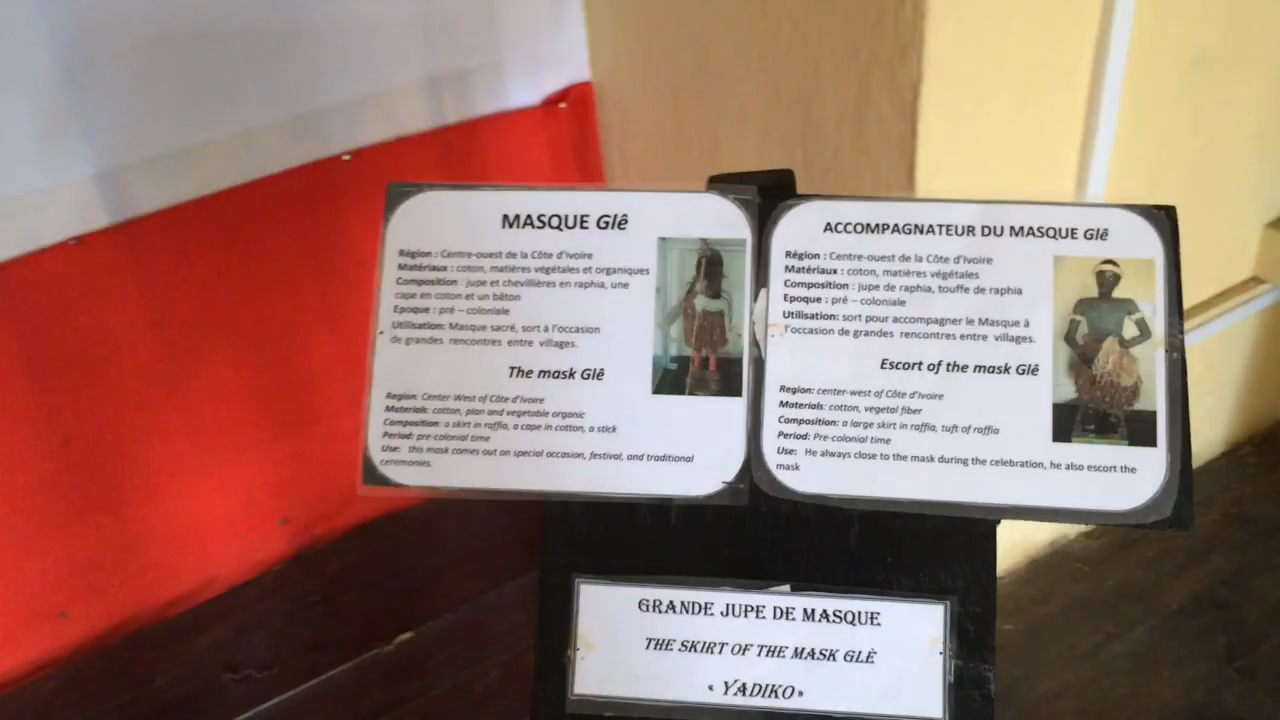 MASQUE Glê
Région : Centre-ouest de la Côte d'Ivoire
Matériaux : coton, matières végétales et organiques
Composition : jupe et chevillières en raphia, une
cape en coton et un bâton
Epoque : pré – coloniale
Utilisation: Masque sacré, sort à l'occasion
de grandes rencontres entre villages.
The mask Glê
Region: Center-West of Côte d'Ivoire
Materials: cotton, plan and vegetable organic
Composition: a skirt in raffia, a cape in cotton, a stick
Period: pre-colonial time
Use: this mask comes out on special occasion, festival, and traditional
ceremonies.
ACCOMPAGNATEUR DU MASQUE Glê
Région : Centre-ouest de la Côte d'Ivoire
Matériaux : coton, matières végétales
Composition : jupe de raphia, touffe de raphia
Epoque : pré – coloniale
Utilisation: sort pour accompagner le Masque à
l'occasion de grandes rencontres entre villages.
Escort of the mask Glê
Region: center-west of Côte d'Ivoire
Materials: cotton, vegetal fiber
Composition: a large skirt in raffia, tuft of raffia
Period: Pre-colonial time
Use: He always close to the mask during the celebration, he also escort the
mask
GRANDE JUPE DE MASQUE
THE SKIRT OF THE MASK GLÈ
« YADIKO»